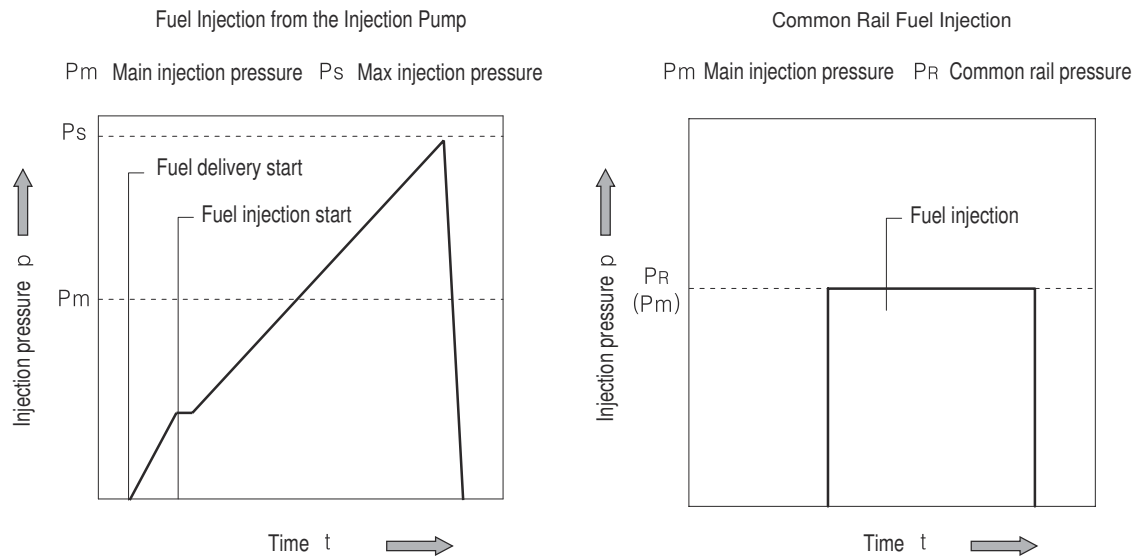 Fuel Injection from the Injection Pump
Pm Main injection pressure Ps Max injection pressure
Ps
Fuel delivery start
Fuel injection start
Pm
Injection pressure p
Time t
Common Rail Fuel Injection
Pm Main injection pressure PR Common rail pressure
Fuel injection
PR
(Pm)
Injection pressure p
Time t